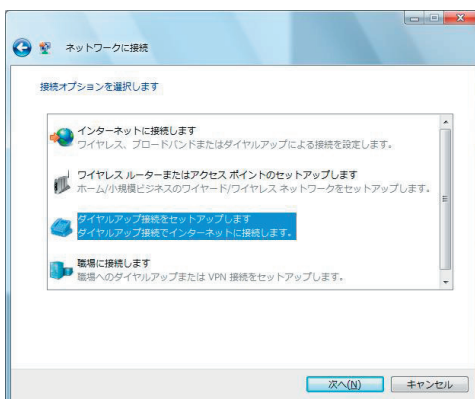 ネットワークに接続
接続オプションを選択します
インターネットに接続します
ワイヤレス、ブロードバンドまたはダイヤルアップによる接続を設定します。
ワイヤレス ルーターまたはアクセス ポイントのセットアップします
ホーム/小規模ビジネスのワイヤード/ワイヤレス ネットワークをセットアップします。
ダイヤルアップ接続をセットアップします
ダイヤルアップ接続でインターネットに接続します。
職場に接続します
職場へのダイヤルアップまたは VPN 接続をセットアップします。
次へ(N) キャンセル